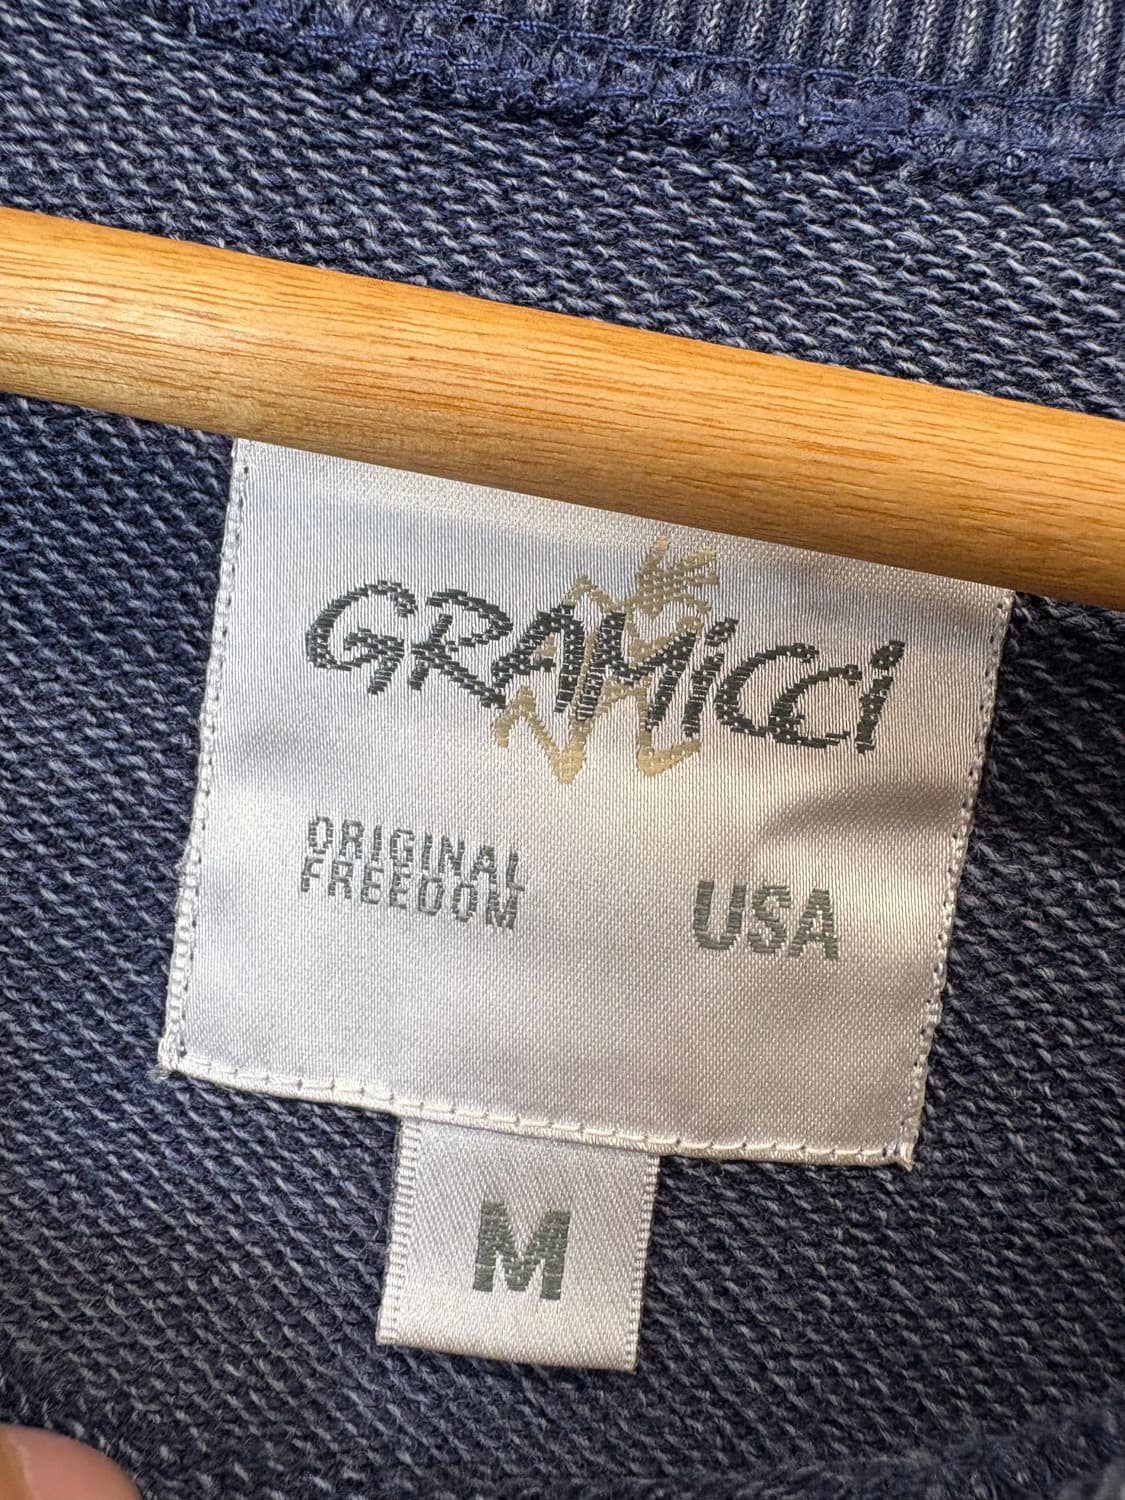 GRAMiCCi
ORIGINAL
FREEDOM
USA
M